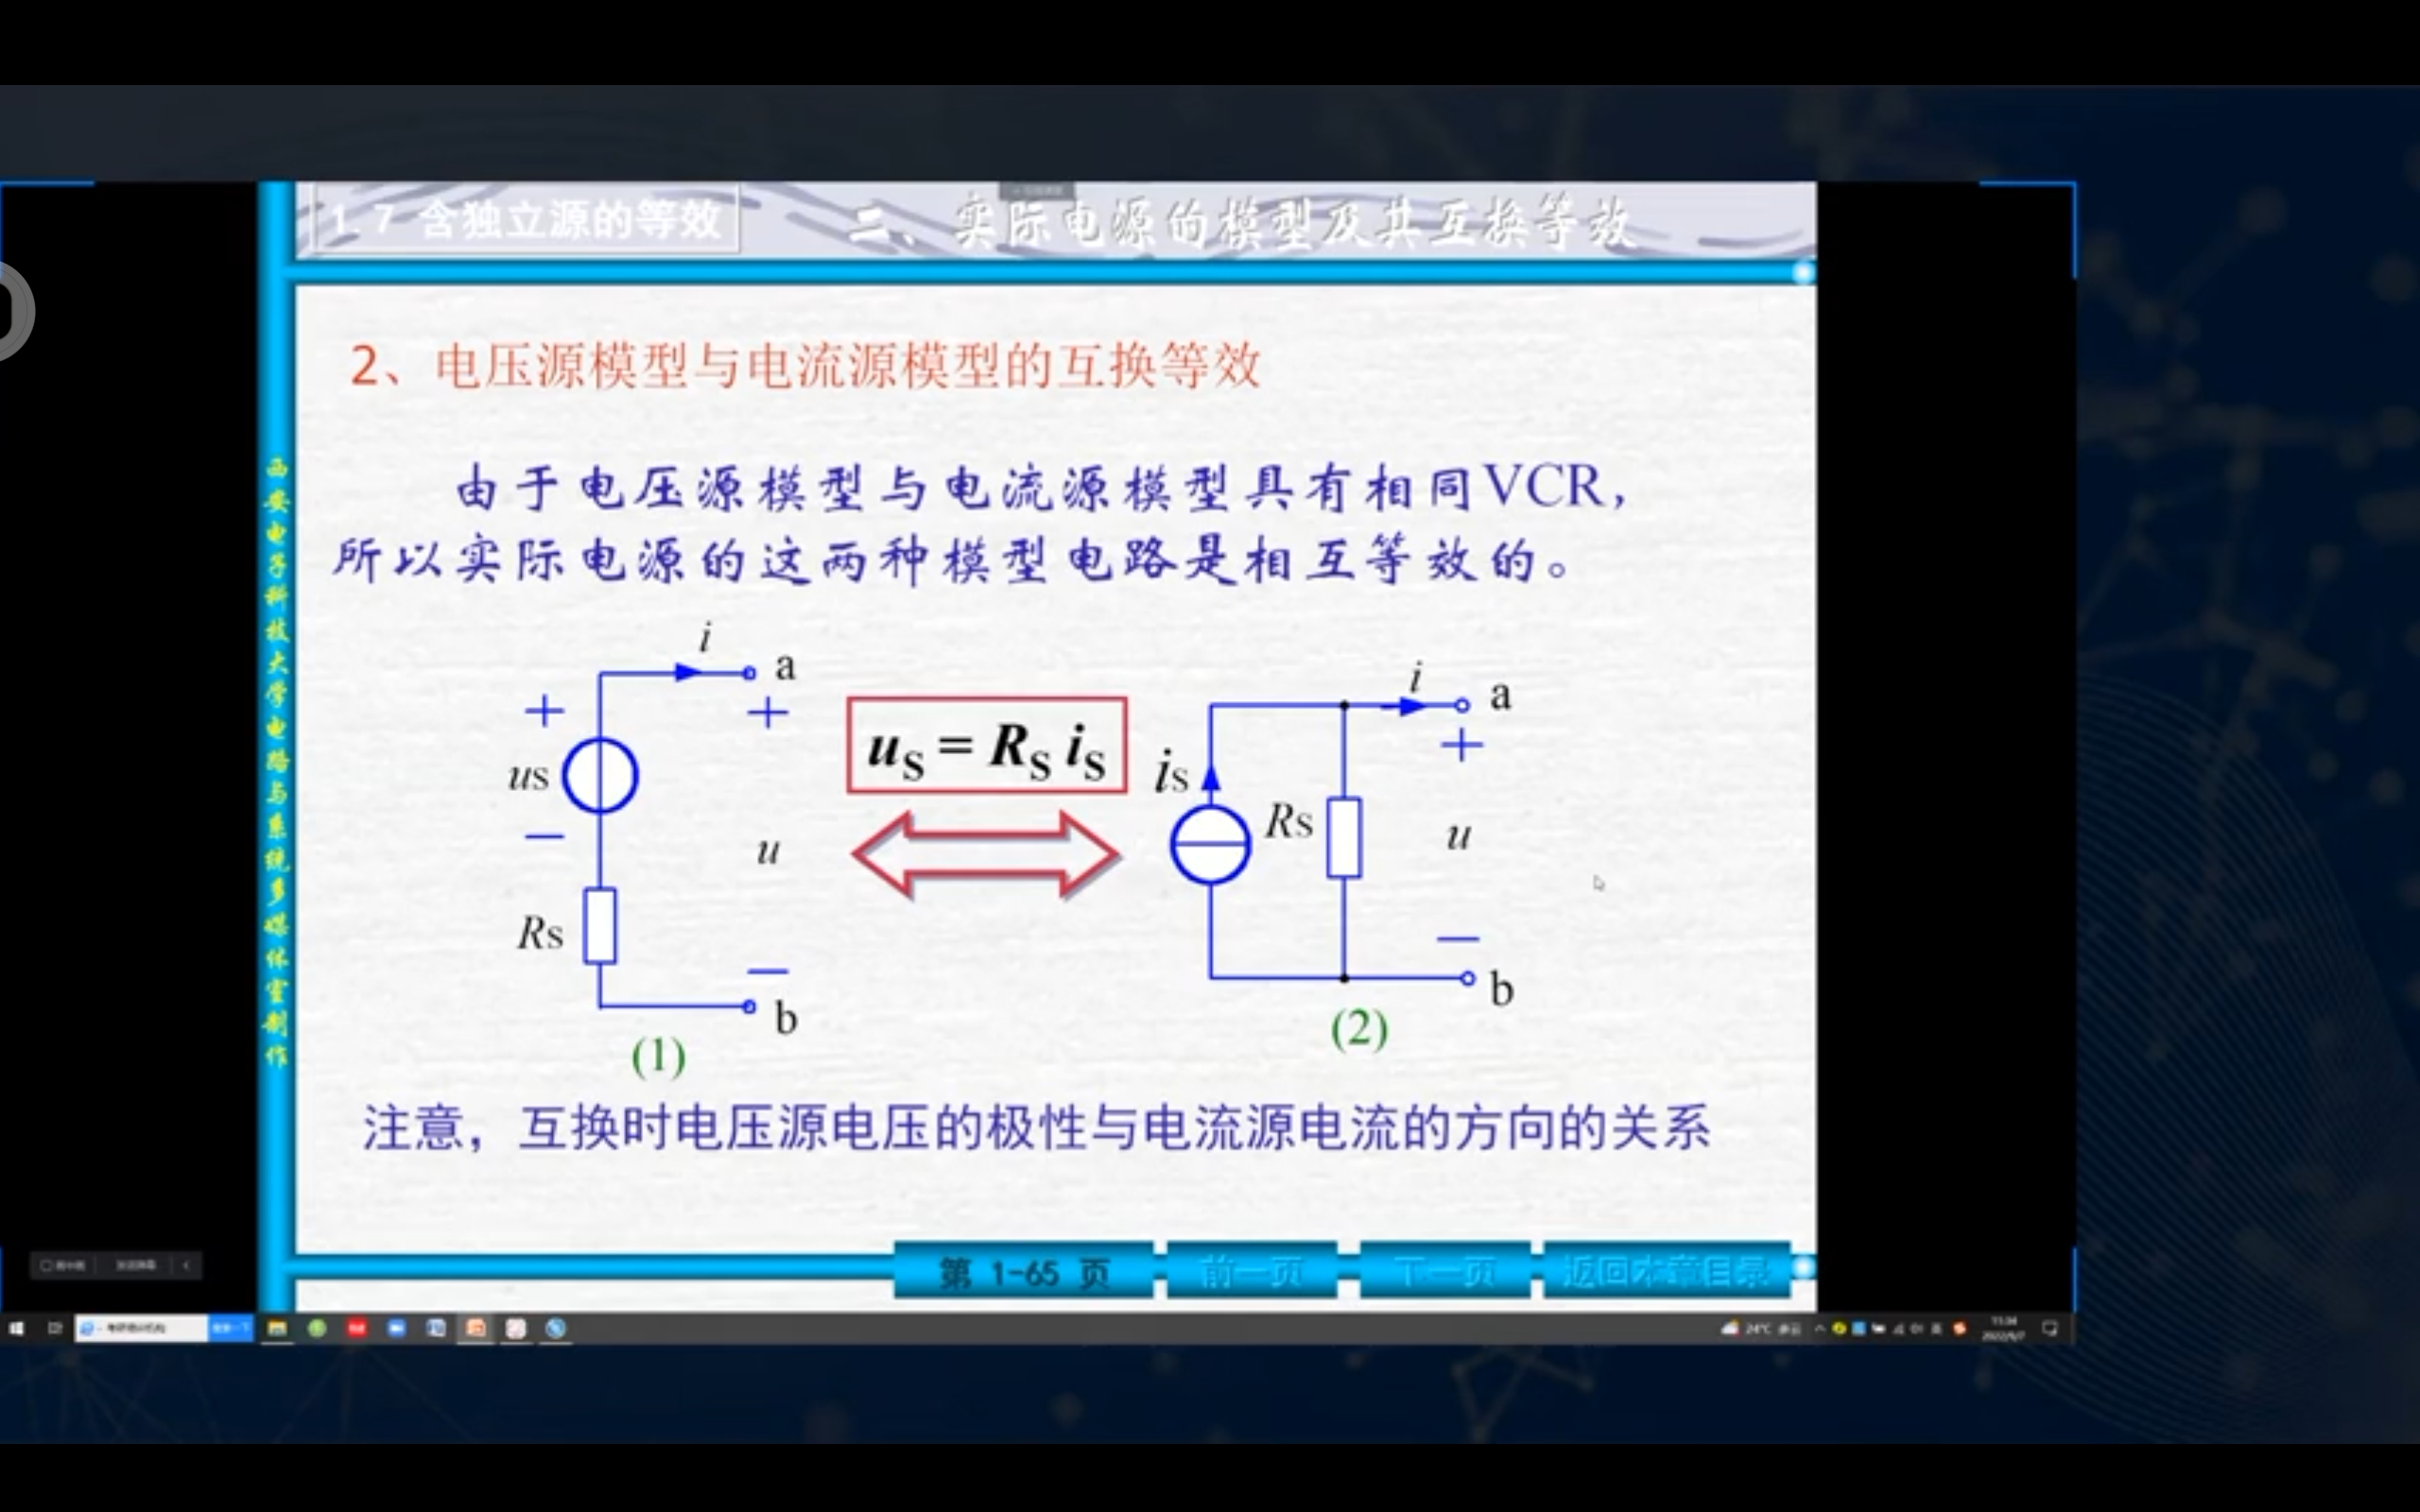 1.7 含独立源的等效
二、实际电源的模型及其互换等效
2、电压源模型与电流源模型的互换等效
由于电压源模型与电流源模型具有相同VCR,
所以实际电源的这两种模型电路是相互等效的。
i
a
+
+
us
−
u
Rs
−
b
(1)
uS = RS iS
i
a
+
iS
Rs
u
−
b
(2)
注意，互换时电压源电压的极性与电流源电流的方向的关系
西安电子科技大学电路与系统多媒体室制作
第 1-65 页
前一页
下一页
返回本章目录
24℃ 多云